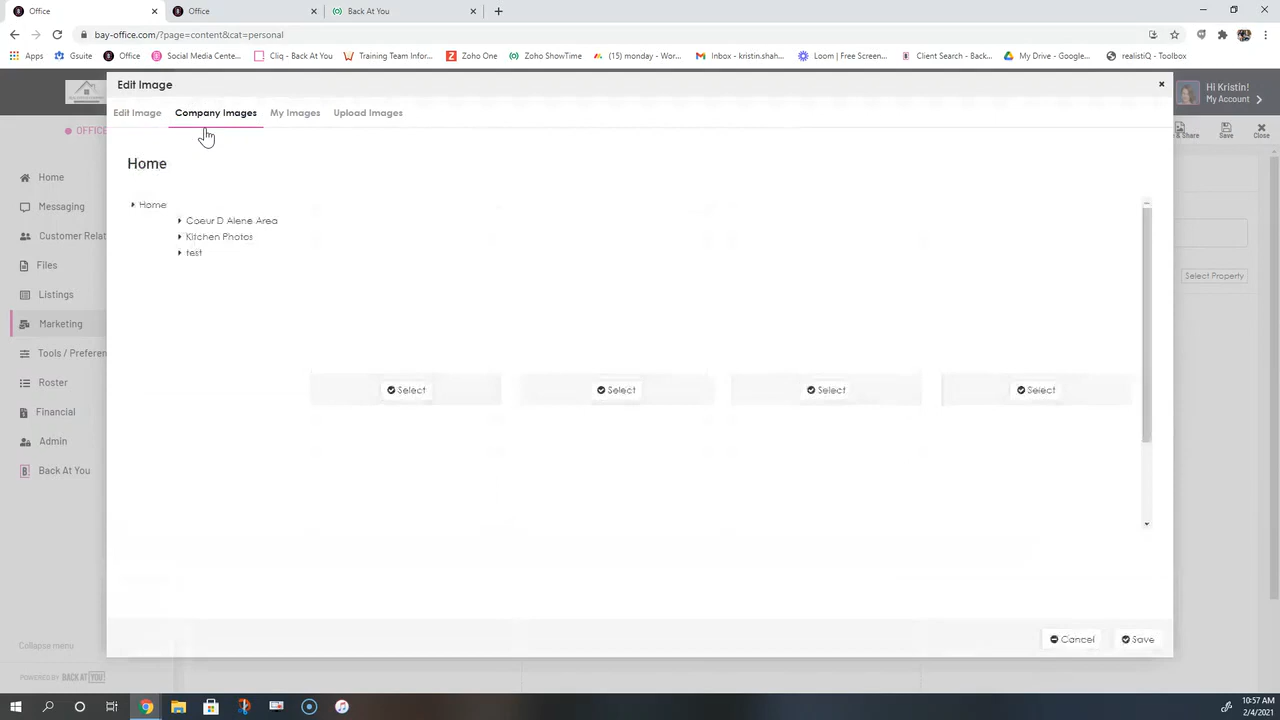 Office
Office
Back At You
bay-office.com/?page=content&cat=personal
Apps
Gsuite
Office
Social Media Cente...
Cliq - Back At You
Training Team Infor...
Zoho One
Zoho ShowTime
(15) monday - Wor...
Inbox - kristin.shah...
Loom | Free Screen...
Client Search - Back...
My Drive - Google...
realistiQ - Toolbox
Edit Image
Hi Kristin!
My Account
Edit Image
Company Images
My Images
Upload Images
OFFICE
& Share
Save
Close
Home
Home
Coeur D Alene Area
Kitchen Photos
test
Home
Messaging
Customer Relat
Files
Listings
Marketing
Tools / Preferen
Roster
Financial
Admin
Back At You
Select Property
Select
Select
Select
Select
Cancel
Save
Collapse menu
POWERED BY BACK AT YOU
10:57 AM
2/4/2021